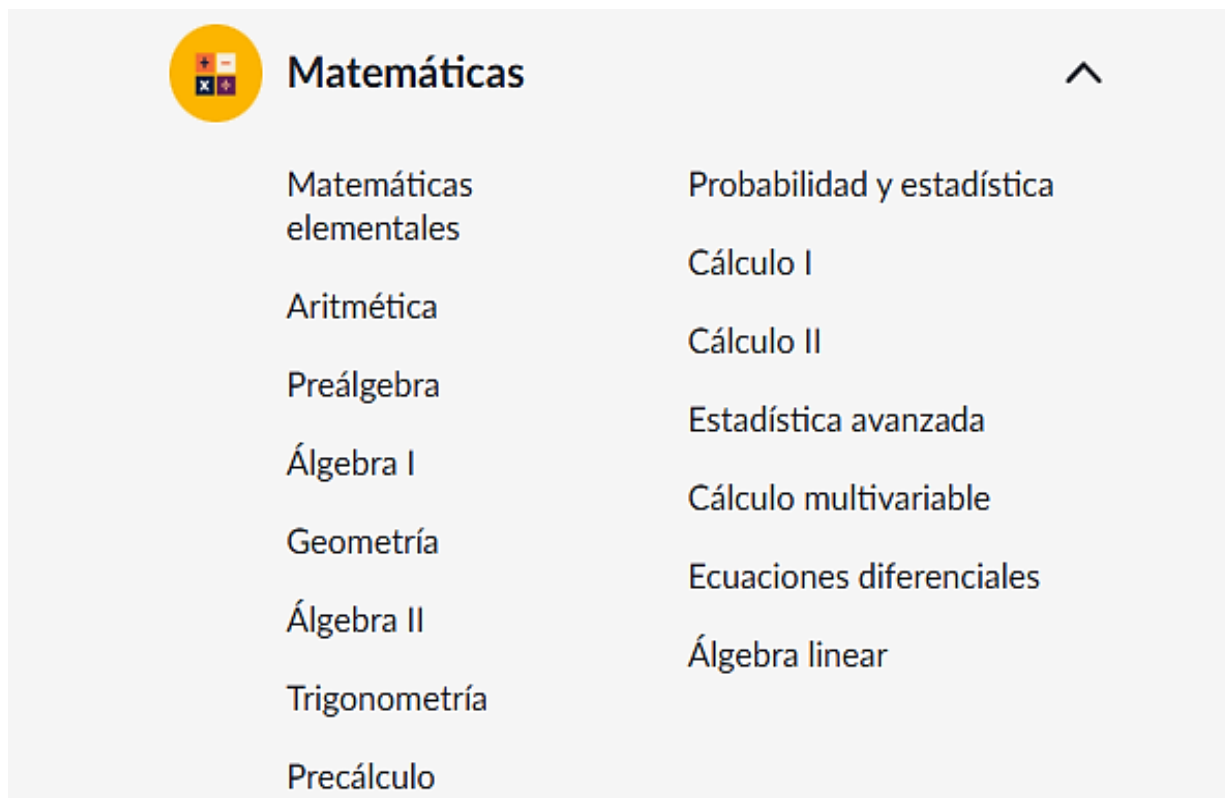 Matemáticas
Matemáticas
elementales
Aritmética
Preálgebra
Álgebra I
Geometría
Álgebra II
Trigonometría
Precálculo
Probabilidad y estadística
Cálculo I
Cálculo II
Estadística avanzada
Cálculo multivariable
Ecuaciones diferenciales
Álgebra linear